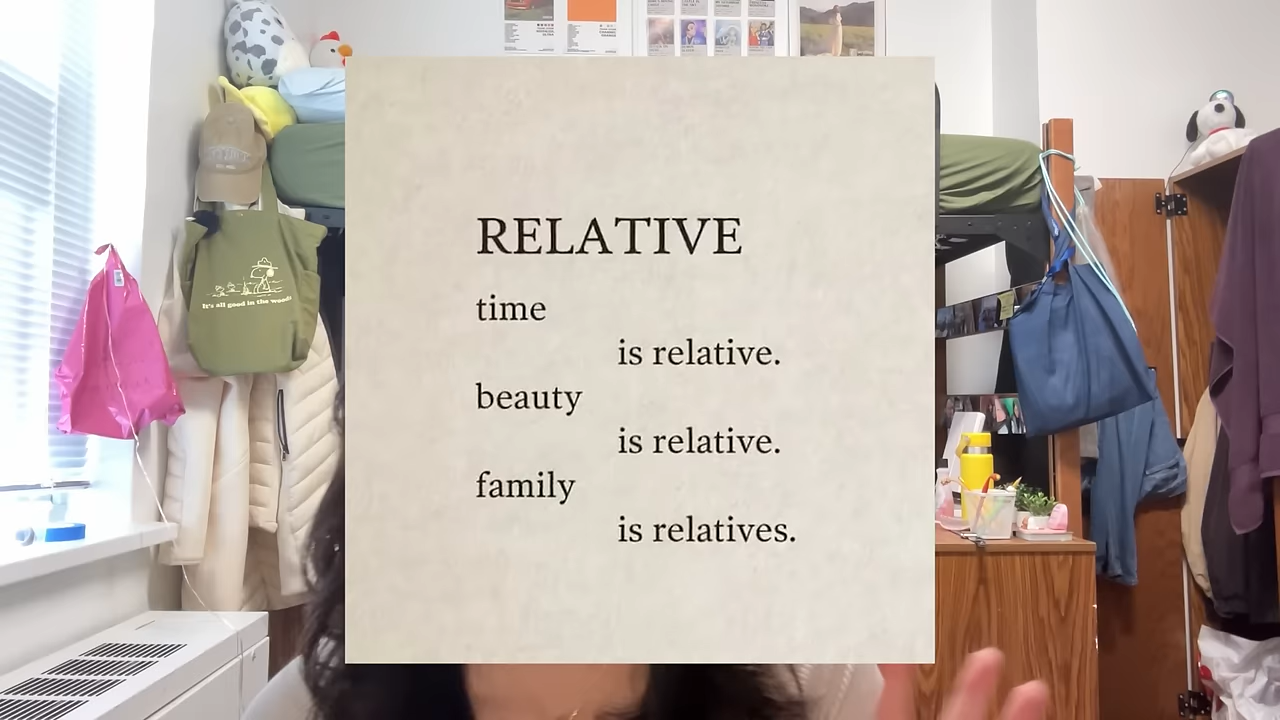 RELATIVE
time
is relative.
beauty
is relative.
family
is relatives.
It's all good in the woods